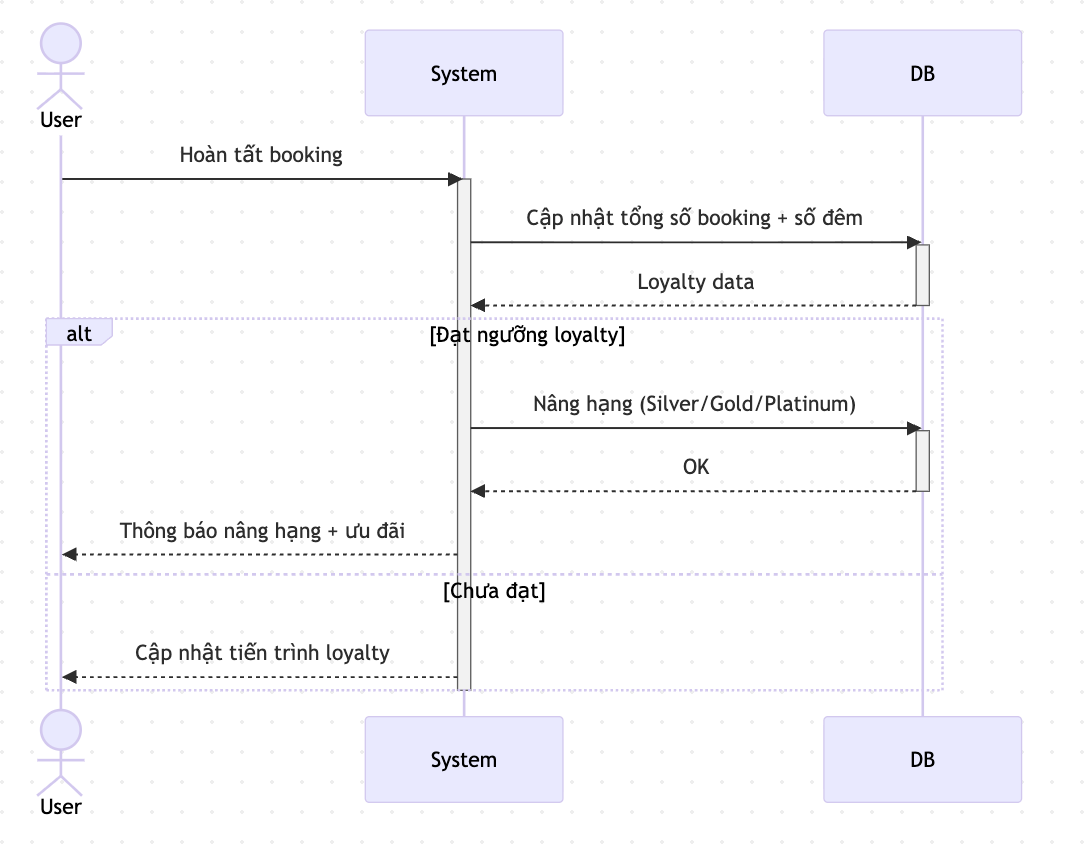 User
System
DB
Hoàn tất booking
Cập nhật tổng số booking + số đêm
Loyalty data
alt
[Đạt ngưỡng loyalty]
Nâng hạng (Silver/Gold/Platinum)
OK
Thông báo nâng hạng + ưu đãi
[Chưa đạt]
Cập nhật tiến trình loyalty
User
System
DB